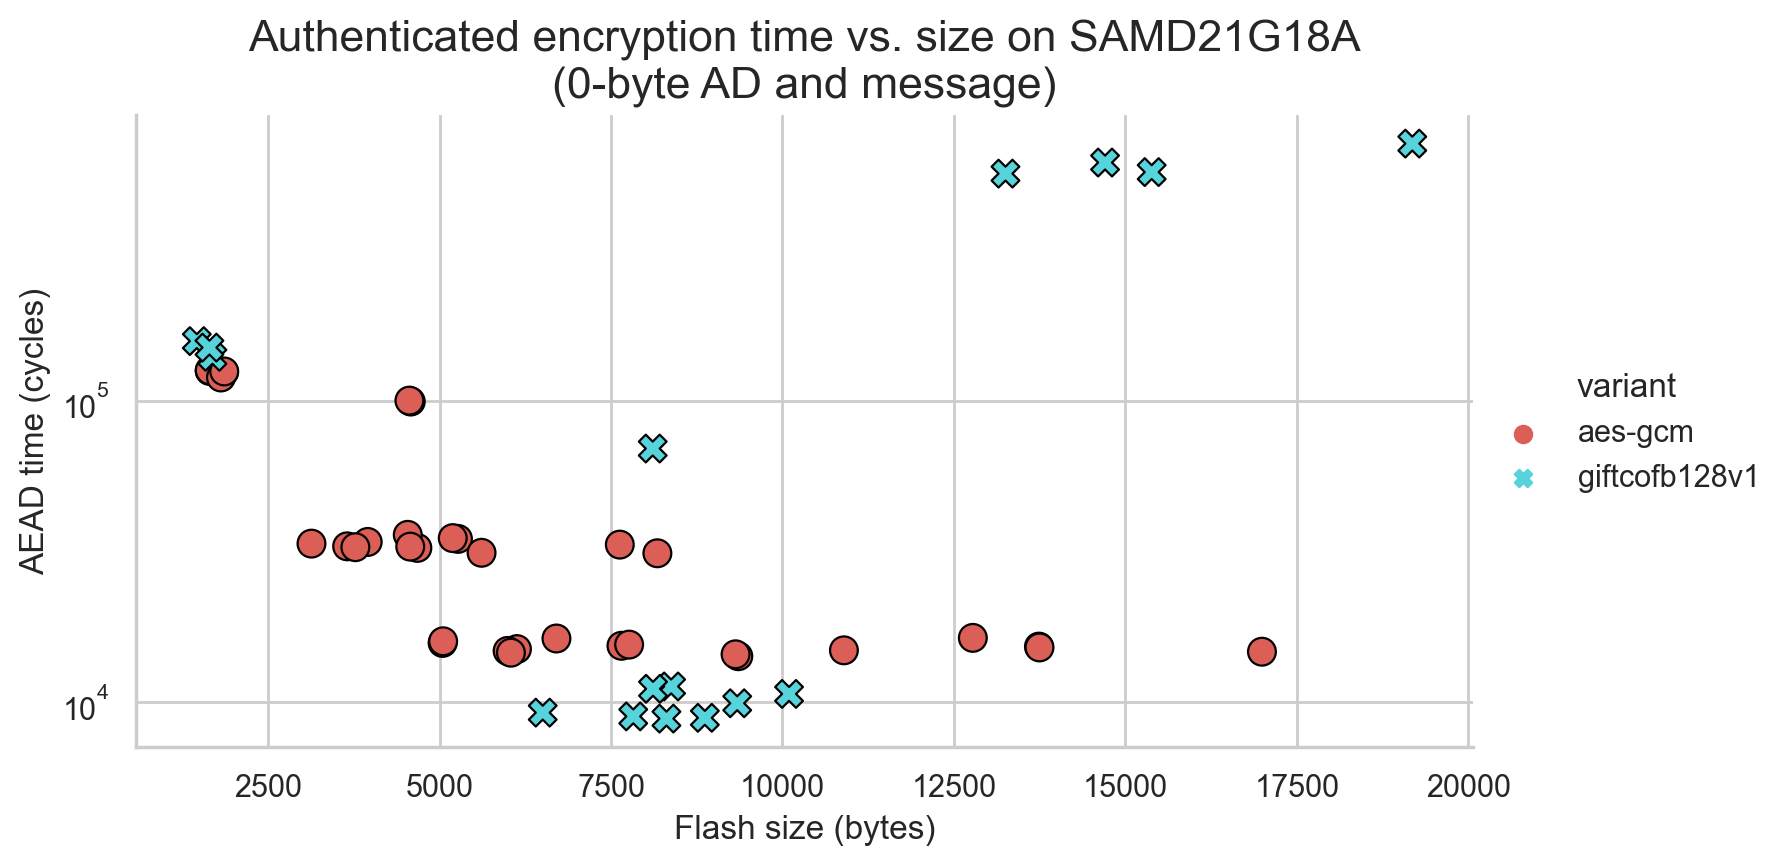 Authenticated encryption time vs. size on SAMD21G18A
(0-byte AD and message)
AEAD time (cycles)
10^5
10^4
2500 5000 7500 10000 12500 15000 17500 20000
Flash size (bytes)
variant
aes-gcm
giftcofb128v1